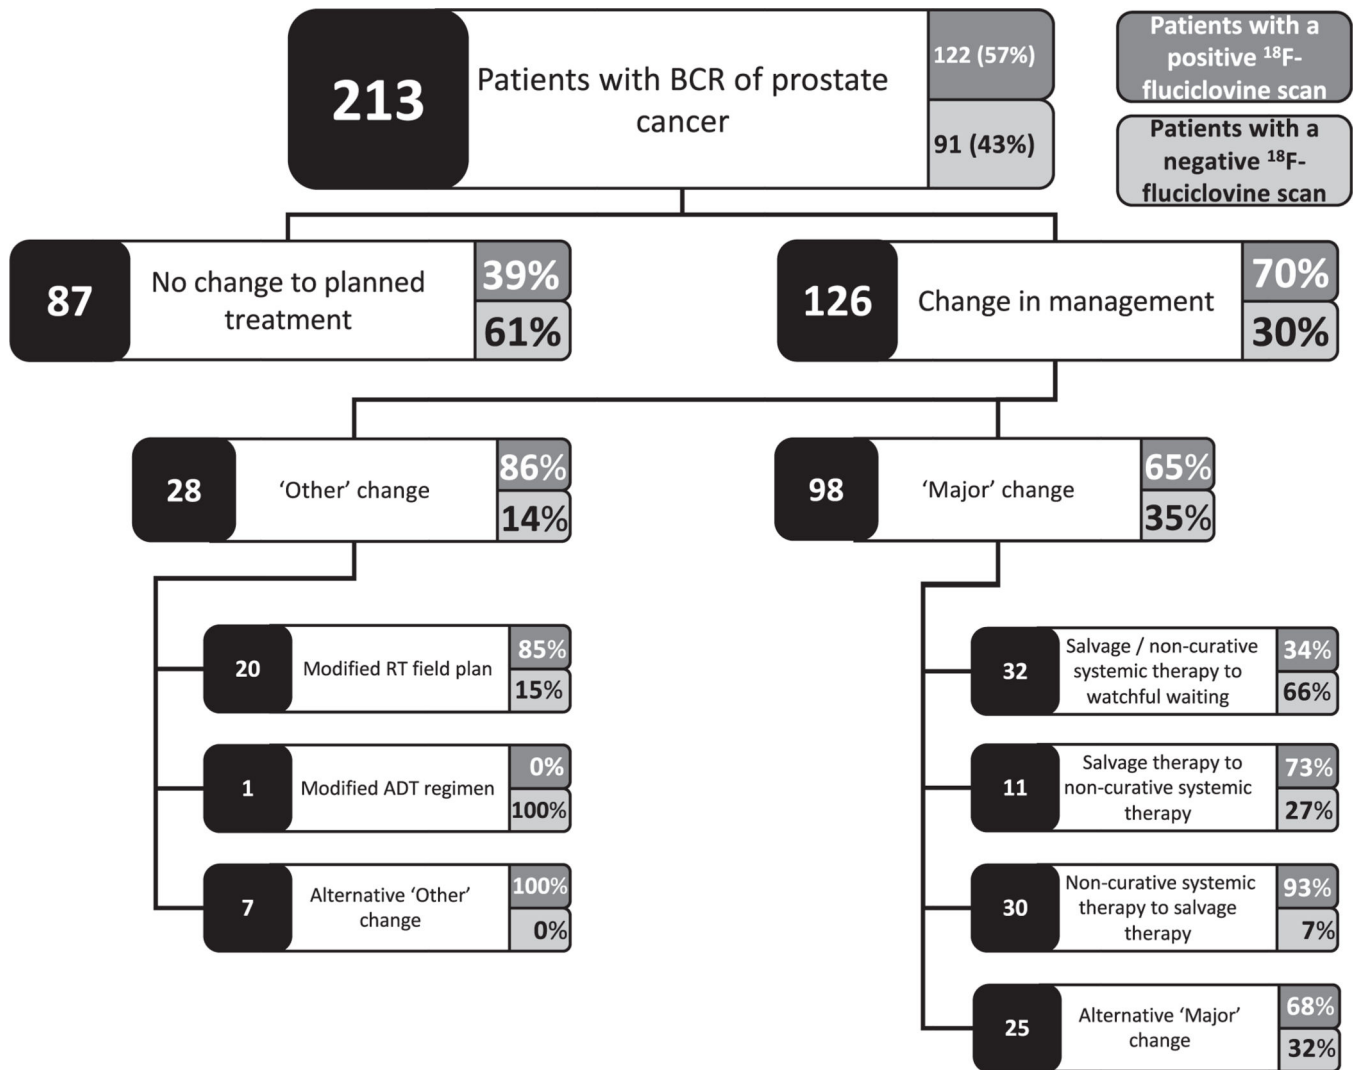 213
Patients with BCR of prostate
cancer
122 (57%)
91 (43%)
Patients with a
positive ¹⁸F-
fluciclovine scan
Patients with a
negative ¹⁸F-
fluciclovine scan
87
No change to planned
treatment
39%
61%
126
Change in management
70%
30%
28
‘Other’ change
86%
14%
98
‘Major’ change
65%
35%
20
Modified RT field plan
85%
15%
1
Modified ADT regimen
0%
100%
7
Alternative ‘Other’
change
100%
0%
32
Salvage / non-curative
systemic therapy to
watchful waiting
34%
66%
11
Salvage therapy to
non-curative systemic
therapy
73%
27%
30
Non-curative systemic
therapy to salvage
therapy
93%
7%
25
Alternative ‘Major’
change
68%
32%